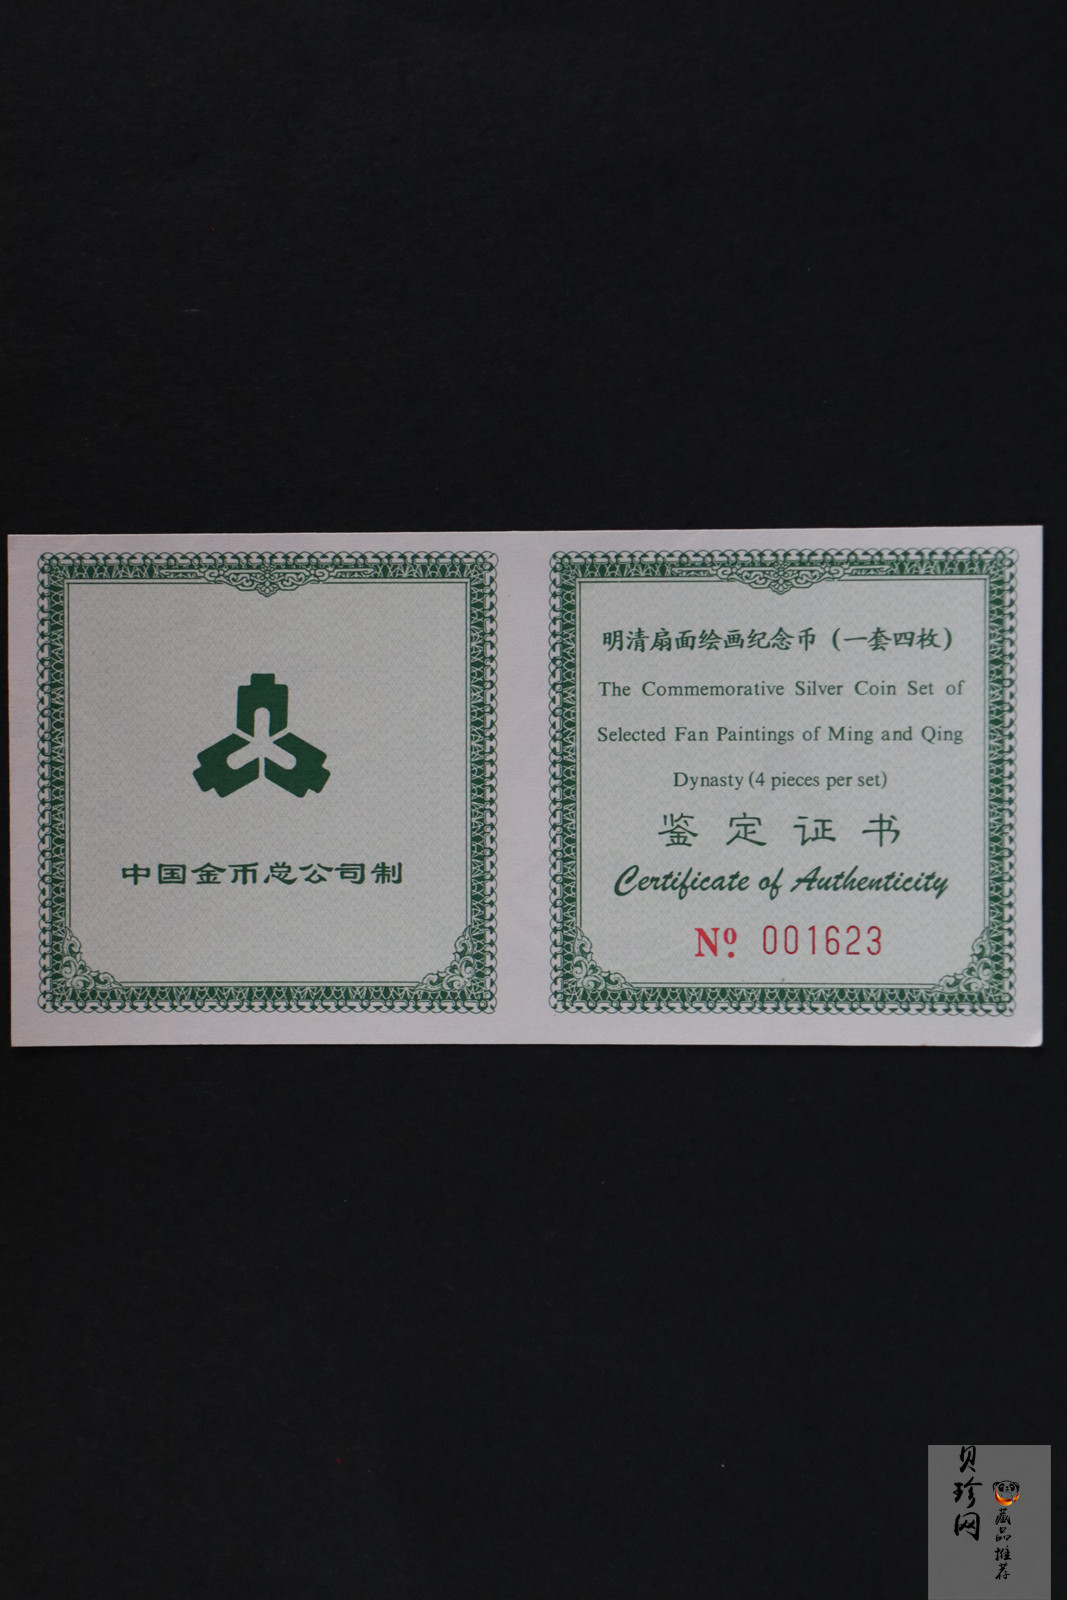 中国金币总公司制
明清扇面绘画纪念币（一套四枚）
The Commemorative Silver Coin Set of
Selected Fan Paintings of Ming and Qing
Dynasty (4 pieces per set)
鉴定证书
Certificate of Authenticity
Nº. 001623
贝珍网
藏品推荐